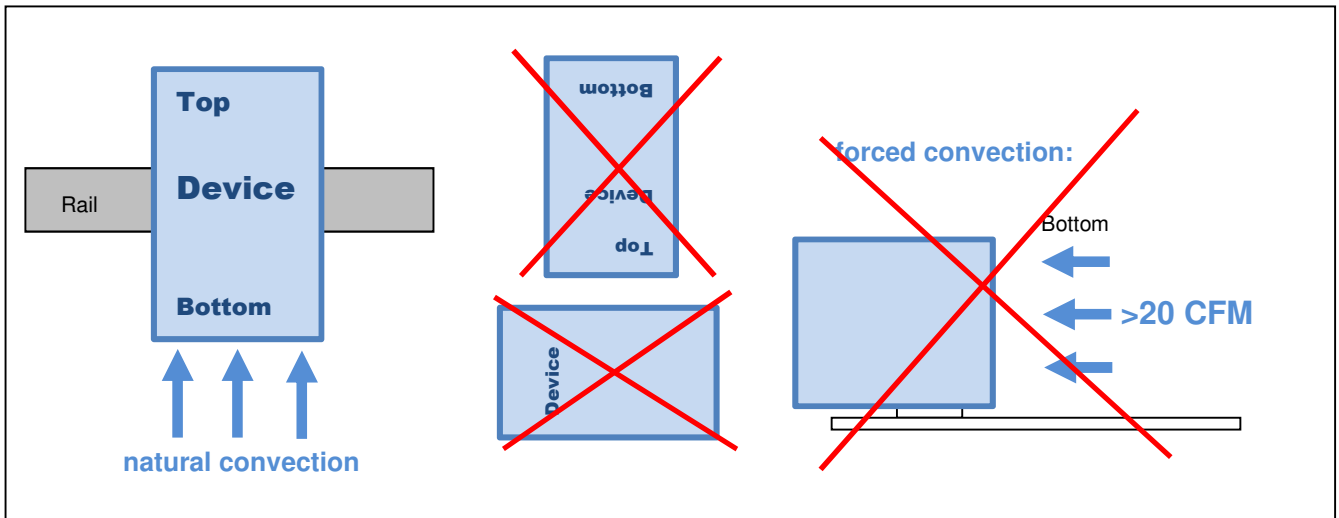 Top
Device
Rail
Bottom
natural convection
Bottom
Device
Top
Device
forced convection:
Bottom
>20 CFM